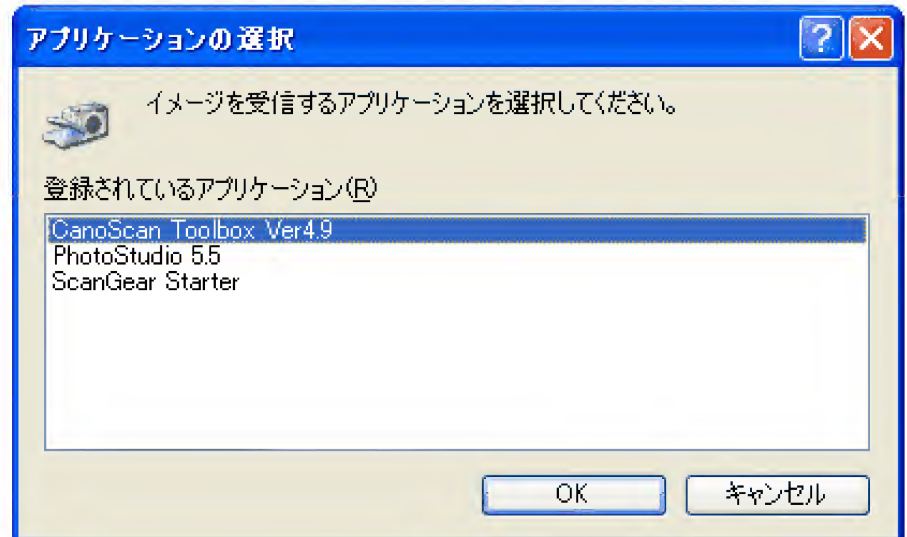 アプリケーションの選択
イメージを受信するアプリケーションを選択してください。
登録されているアプリケーション(R)
CanoScan Toolbox Ver4.9
PhotoStudio 5.5
ScanGear Starter
OK キャンセル